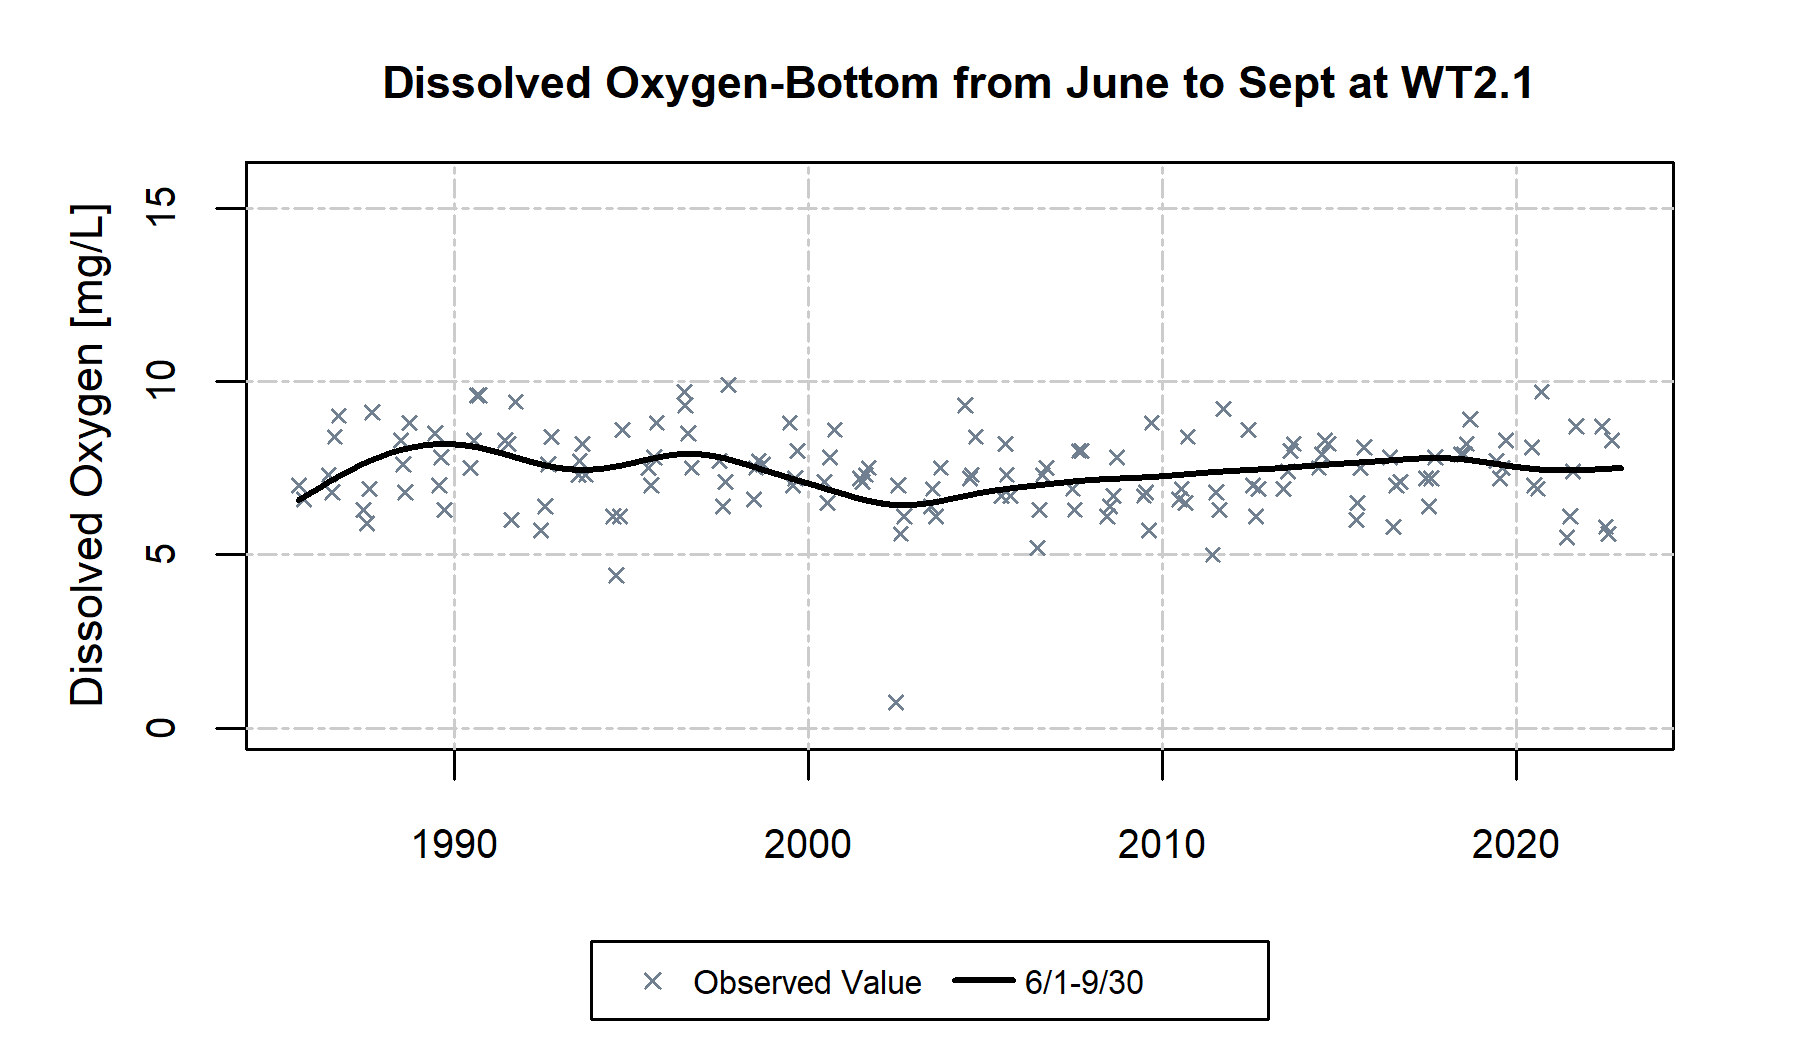 Dissolved Oxygen-Bottom from June to Sept at WT2.1
Dissolved Oxygen [mg/L]
15
10
5
0
1990 2000 2010 2020
Observed Value 6/1-9/30